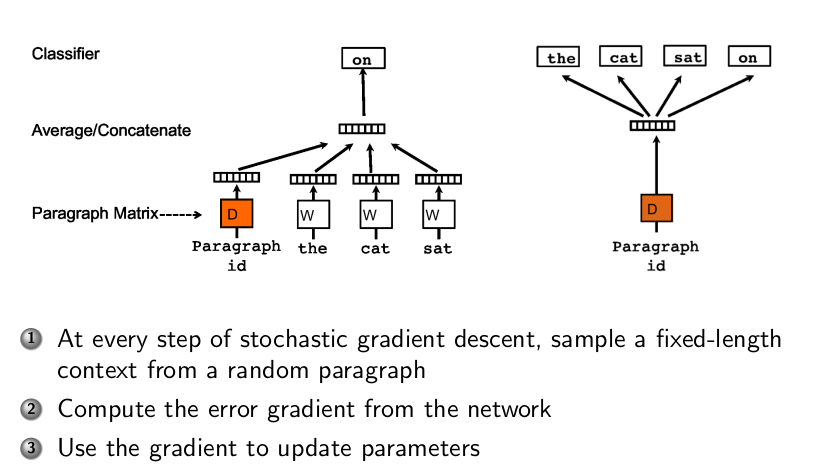 Classifier
on
the cat sat on
Average/Concatenate
Paragraph Matrix
D W W W
D
Paragraph the cat sat
id
Paragraph
id
1 At every step of stochastic gradient descent, sample a fixed-length
context from a random paragraph
2 Compute the error gradient from the network
3 Use the gradient to update parameters